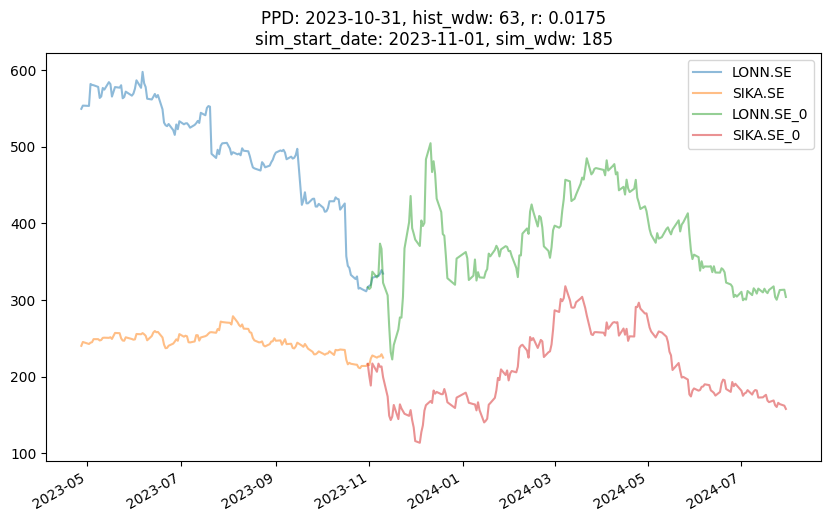 PPD: 2023-10-31, hist_wdw: 63, r: 0.0175
sim_start_date: 2023-11-01, sim_wdw: 185
LONN.SE
SIKA.SE
LONN.SE_0
SIKA.SE_0
600
500
400
300
200
100
2023-05
2023-07
2023-09
2023-11
2024-01
2024-03
2024-05
2024-07